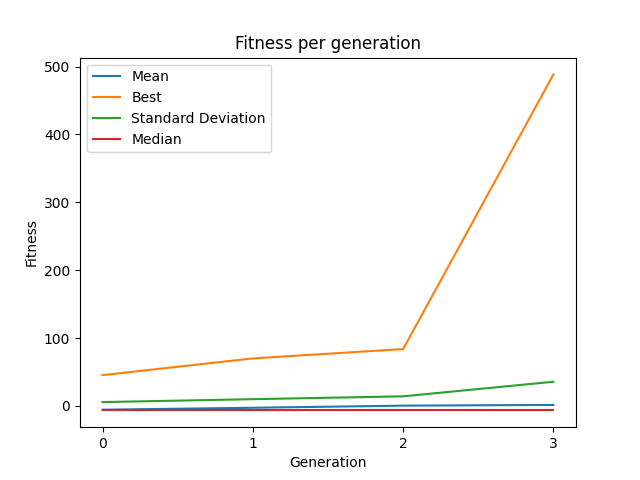 Fitness per generation
Mean
Best
Standard Deviation
Median
500
400
300
200
100
0
Fitness
0 1 2 3
Generation